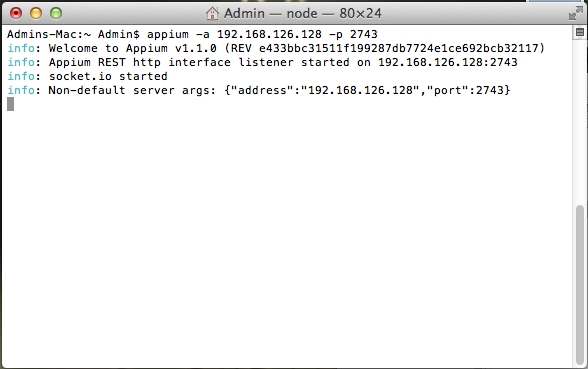 Admin — node — 80×24
Admins-Mac:~ Admin$ appium -a 192.168.126.128 -p 2743
info: Welcome to Appium v1.1.0 (REV e433bbc31511f199287db7724e1ce692bcb32117)
info: Appium REST http interface listener started on 192.168.126.128:2743
info: socket.io started
info: Non-default server args: {"address":"192.168.126.128","port":2743}